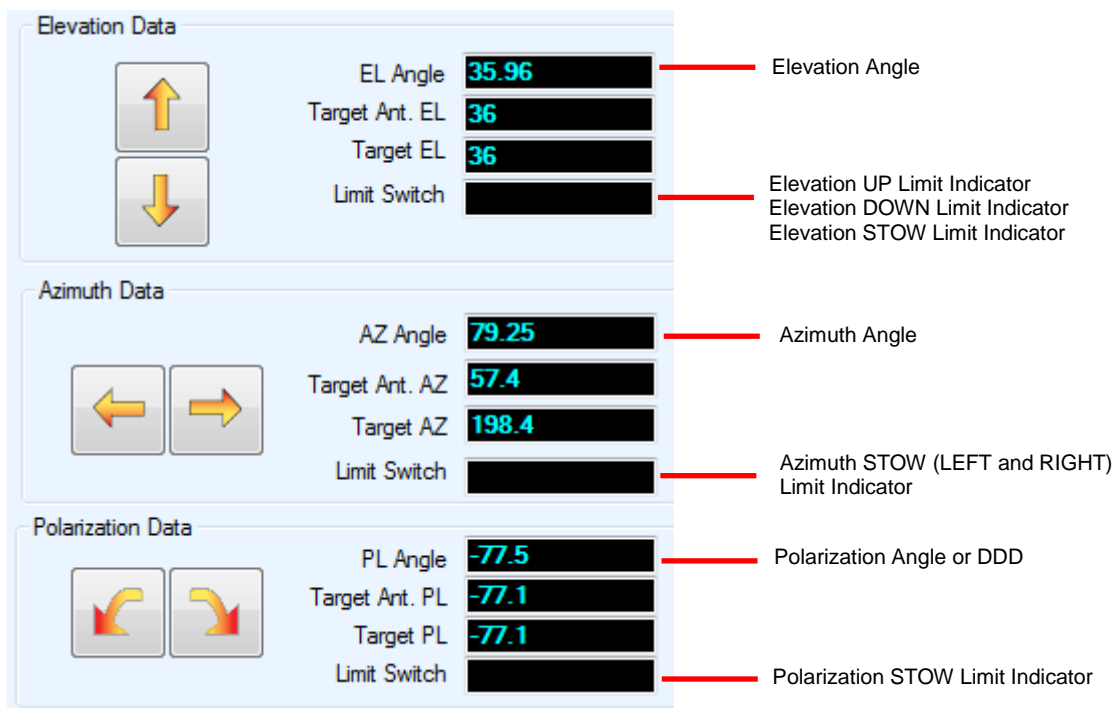 Elevation Data
EL Angle 35.96 Elevation Angle
Target Ant. EL 36
Target EL 36
Limit Switch
Elevation UP Limit Indicator
Elevation DOWN Limit Indicator
Elevation STOW Limit Indicator
Azimuth Data
AZ Angle 79.25 Azimuth Angle
Target Ant. AZ 57.4
Target AZ 198.4
Limit Switch
Azimuth STOW (LEFT and RIGHT)
Limit Indicator
Polarization Data
PL Angle -77.5 Polarization Angle or DDD
Target Ant. PL -77.1
Target PL -77.1
Limit Switch Polarization STOW Limit Indicator